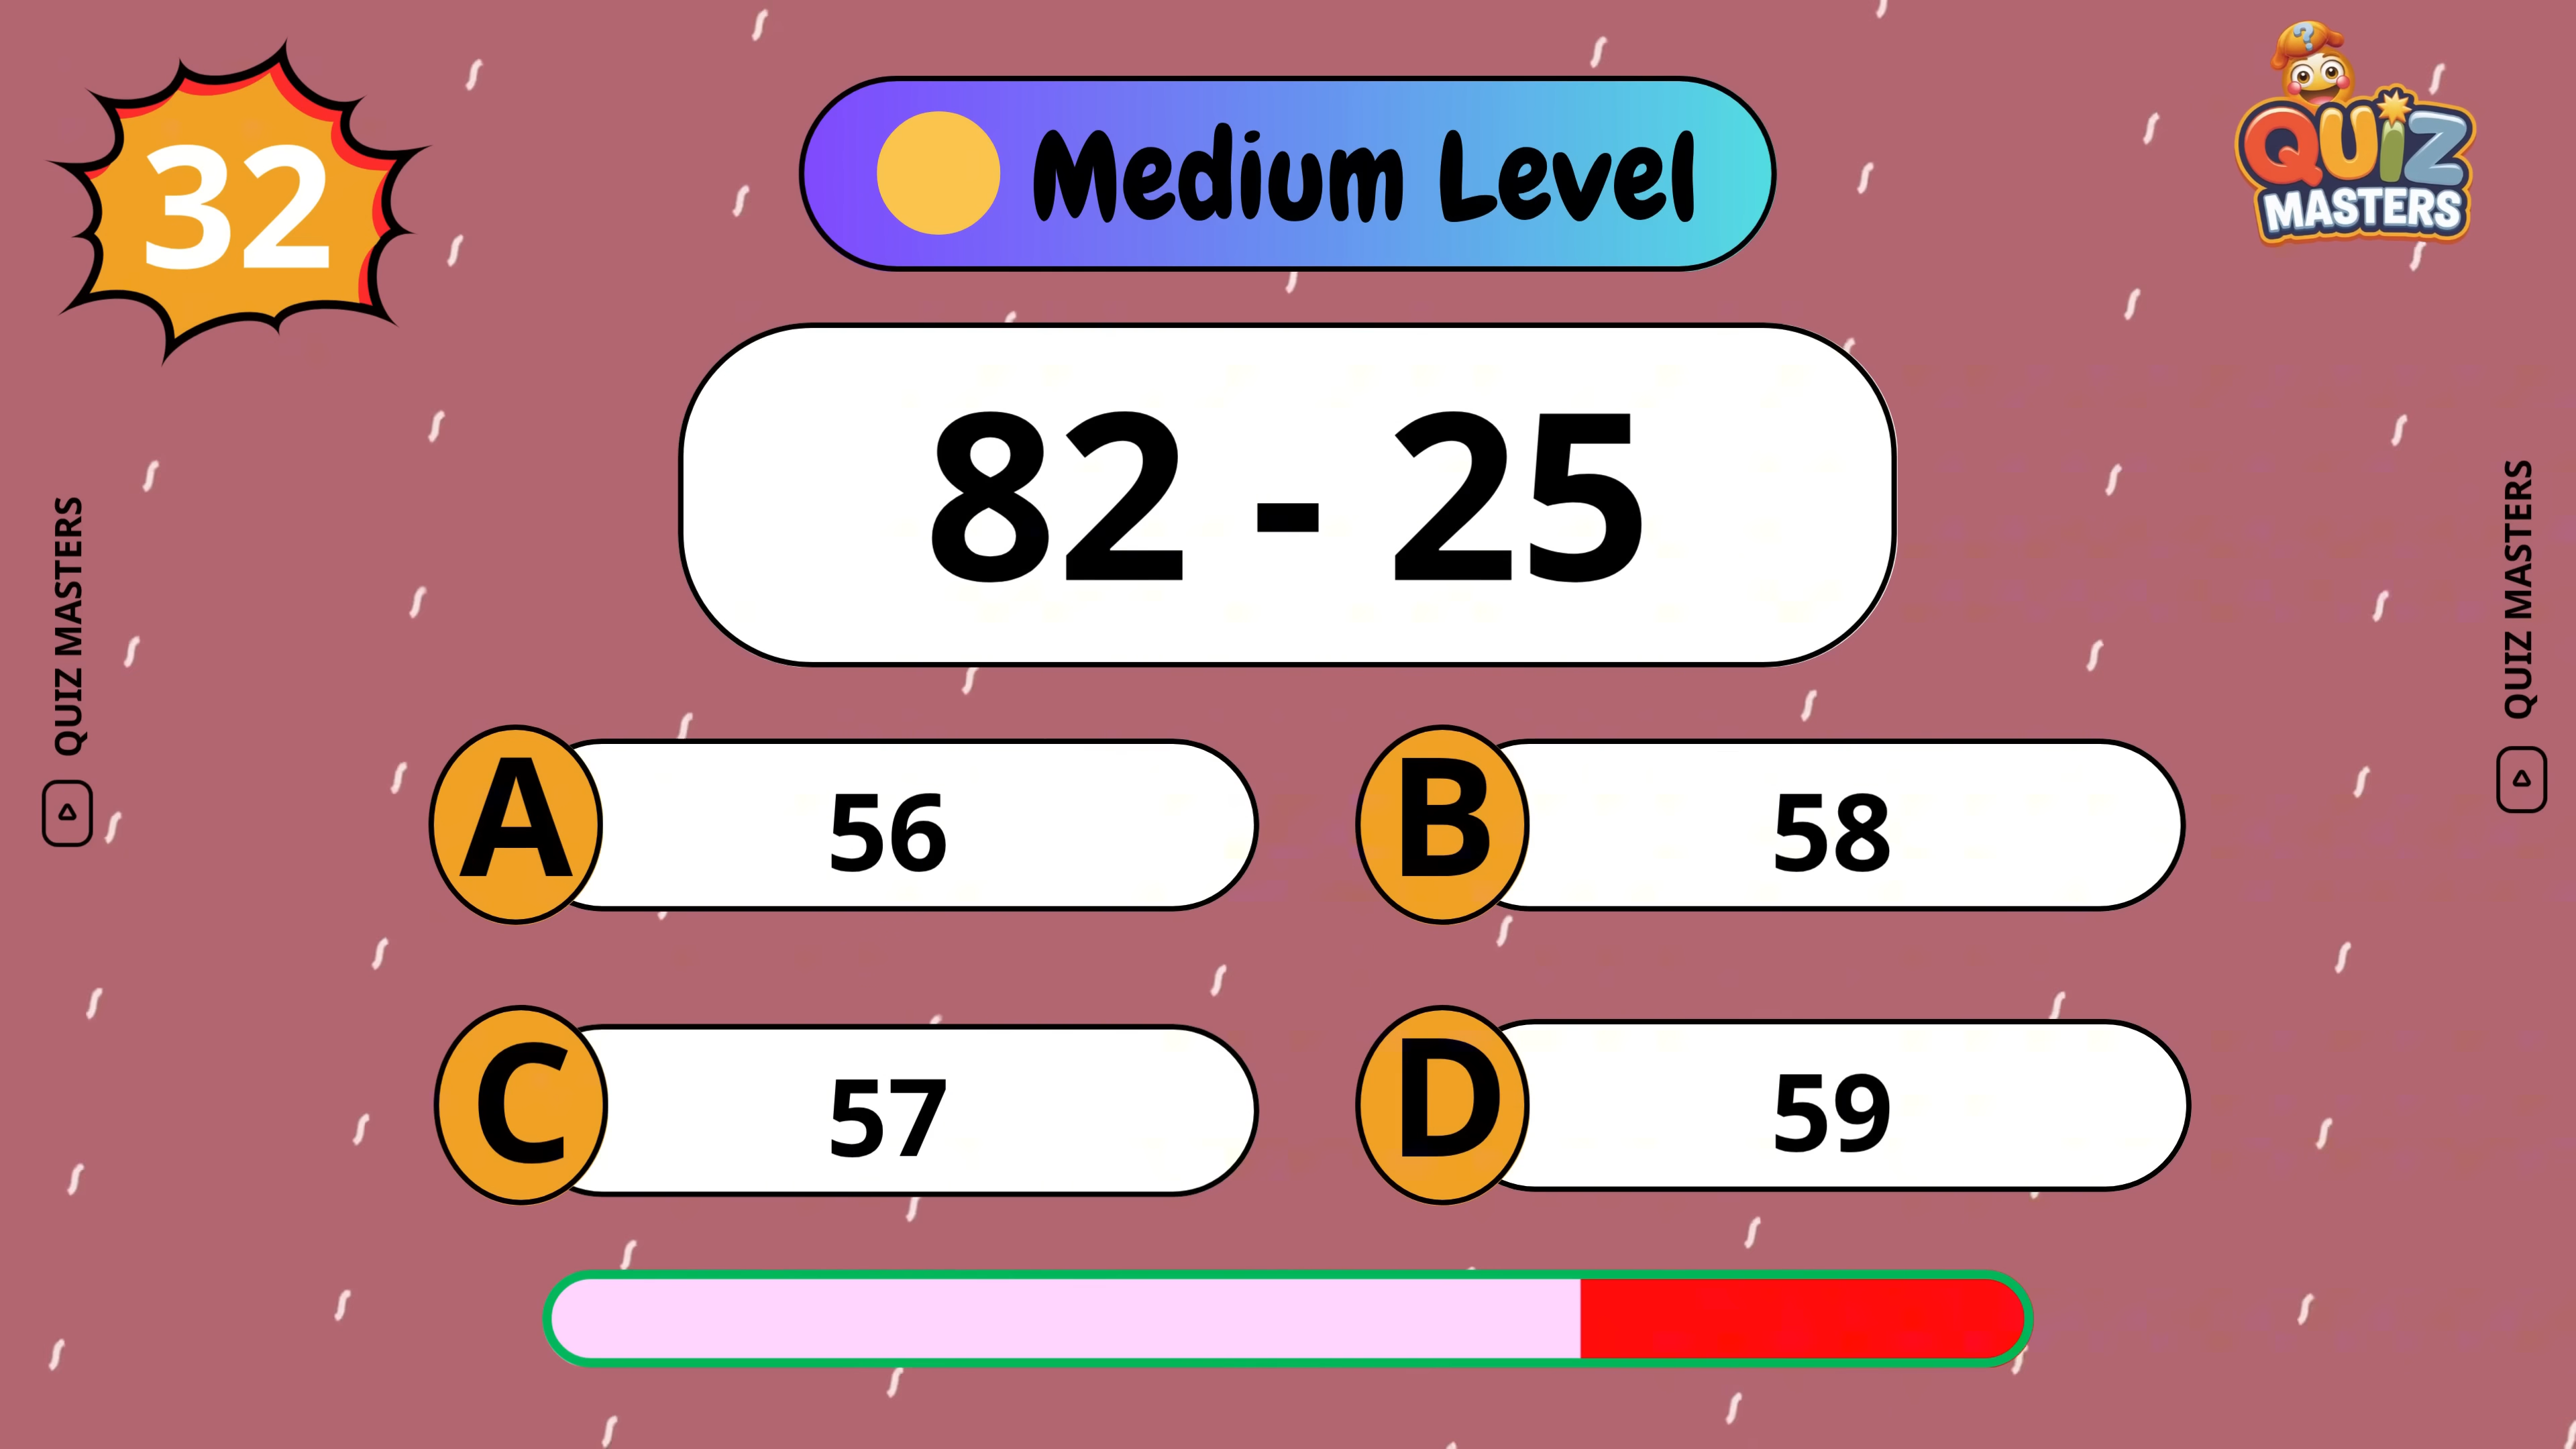 32
Medium Level
?
QUIZ
MASTERS
82 - 25
QUIZ MASTERS
QUIZ MASTERS
A
56
B
58
C
57
D
59